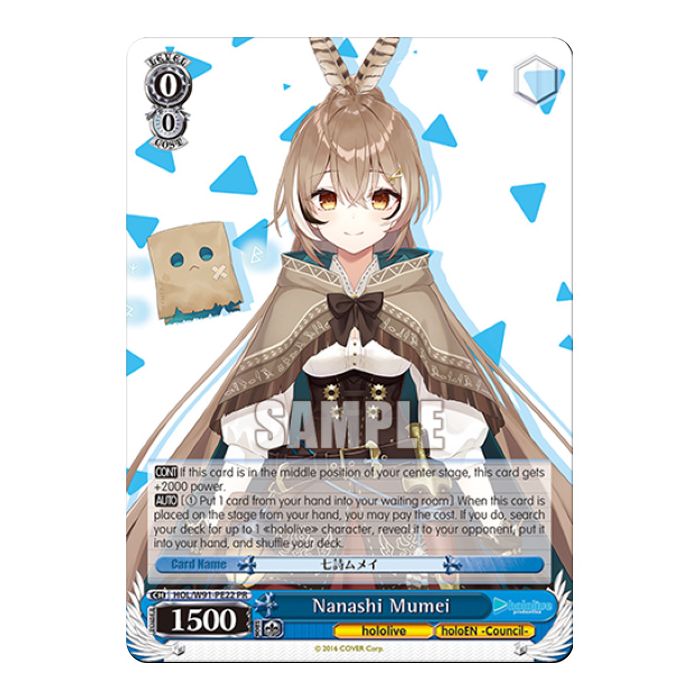 LEVEL
0
0
COST
SAMPLE
CONT If this card is in the middle position of your center stage, this card gets
+2000 power.
AUTO [① Put 1 card from your hand into your waiting room] When this card is
placed on the stage from your hand, you may pay the cost. If you do, search
your deck for up to 1 ≪hololive≫ character, reveal it to your opponent, put it
into your hand, and shuffle your deck.
Card Name 七詩ムメイ
HOL/W91-PE22 PR
Nanashi Mumei
hololive
production
1500
hololive
holoEN -Council-
© 2016 COVER Corp.